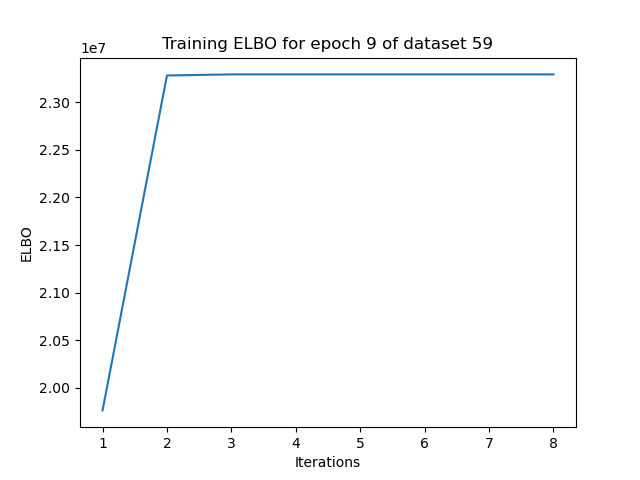 Training ELBO for epoch 9 of dataset 59
1e7
2.30
2.25
2.20
2.15
2.10
2.05
2.00
ELBO
1 2 3 4 5 6 7 8
Iterations